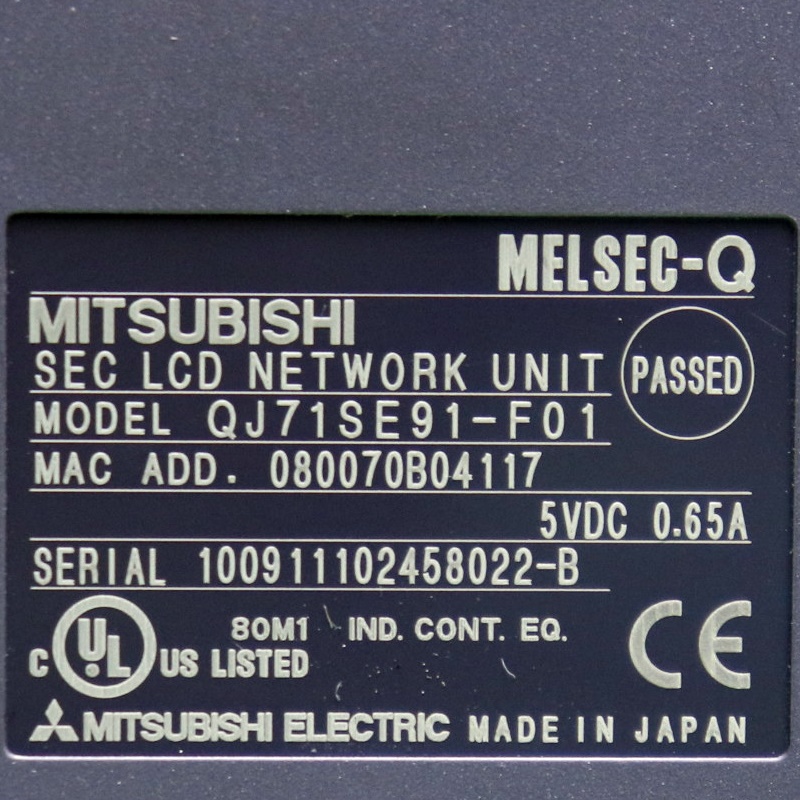 MELSEC-Q
MITSUBISHI
SEC LCD NETWORK UNIT
PASSED
MODEL QJ71SE91-F01
MAC ADD. 080070B04117
5VDC 0.65A
SERIAL 100911102458022-B
C UL US LISTED
80M1 IND. CONT. EQ.
CE
MITSUBISHI ELECTRIC MADE IN JAPAN